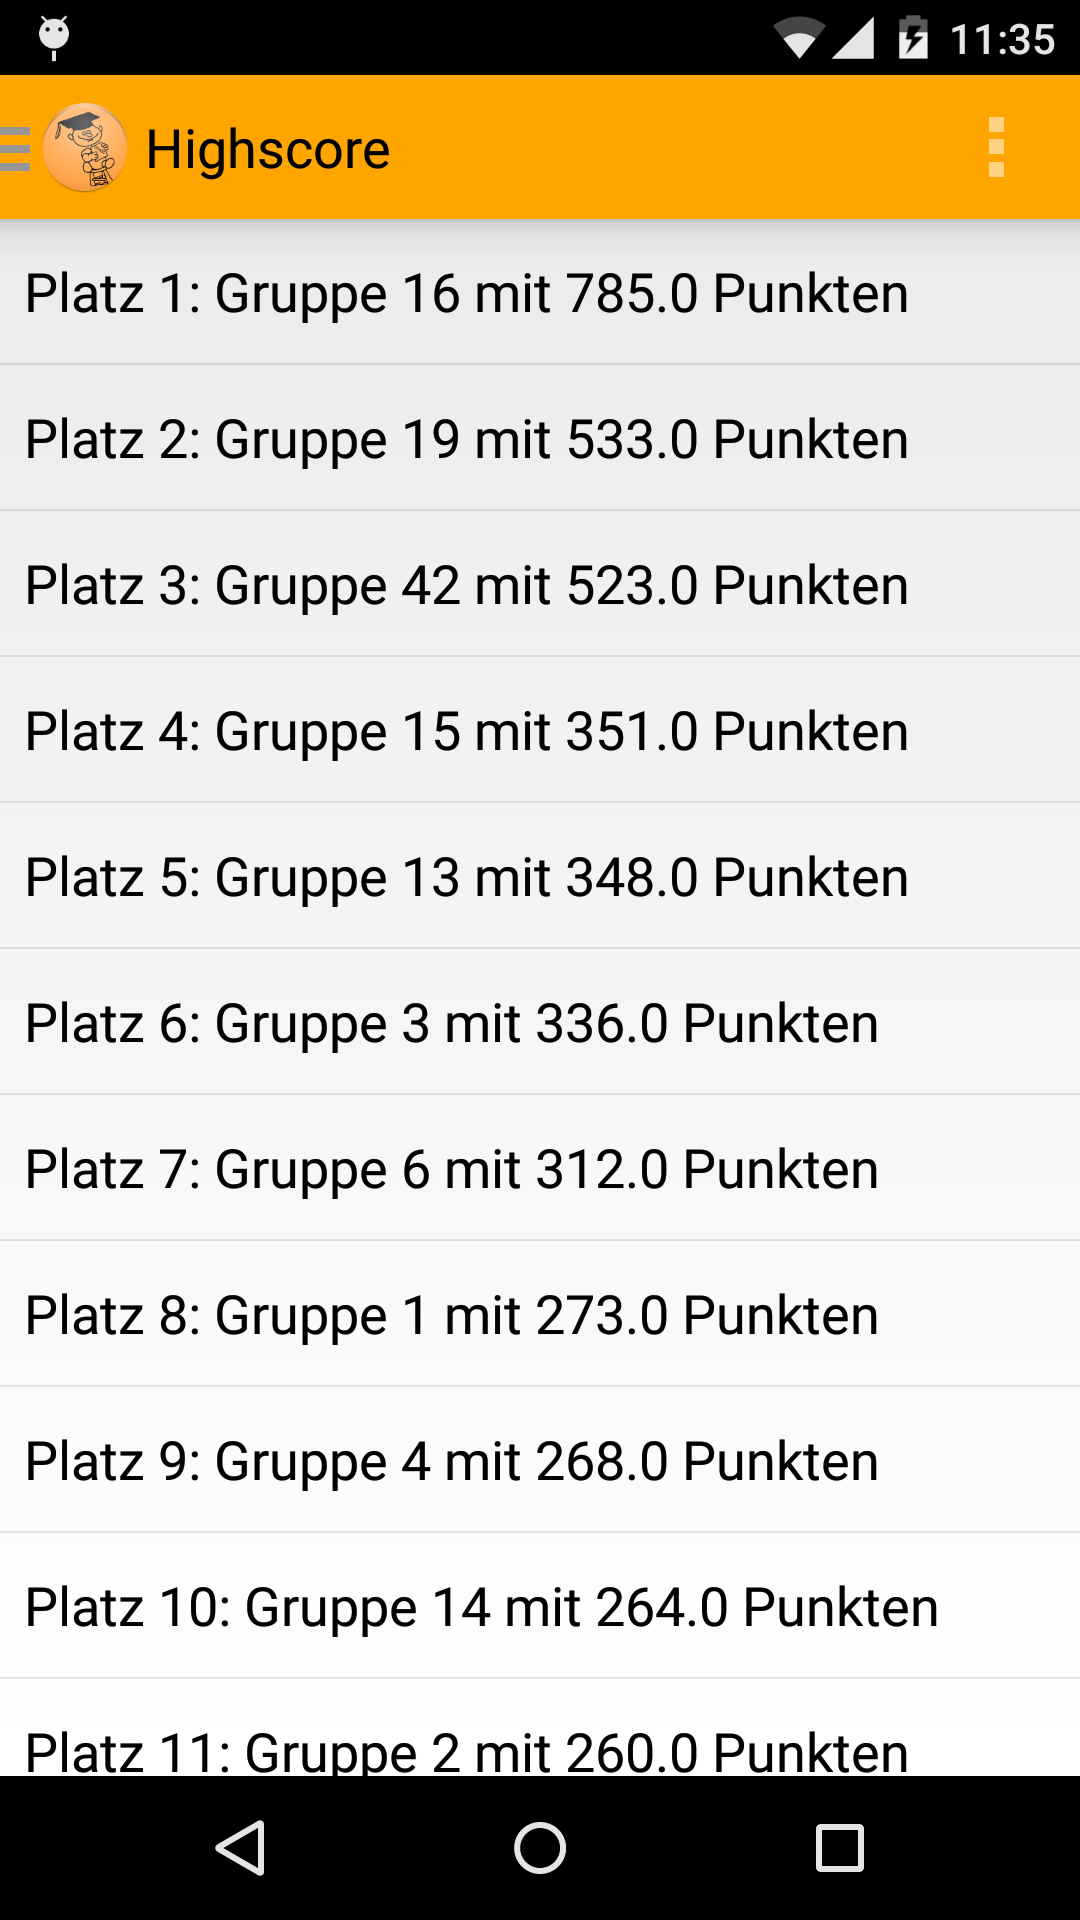 11:35
Highscore
Platz 1: Gruppe 16 mit 785.0 Punkten
Platz 2: Gruppe 19 mit 533.0 Punkten
Platz 3: Gruppe 42 mit 523.0 Punkten
Platz 4: Gruppe 15 mit 351.0 Punkten
Platz 5: Gruppe 13 mit 348.0 Punkten
Platz 6: Gruppe 3 mit 336.0 Punkten
Platz 7: Gruppe 6 mit 312.0 Punkten
Platz 8: Gruppe 1 mit 273.0 Punkten
Platz 9: Gruppe 4 mit 268.0 Punkten
Platz 10: Gruppe 14 mit 264.0 Punkten
Platz 11: Gruppe 2 mit 260.0 Punkten